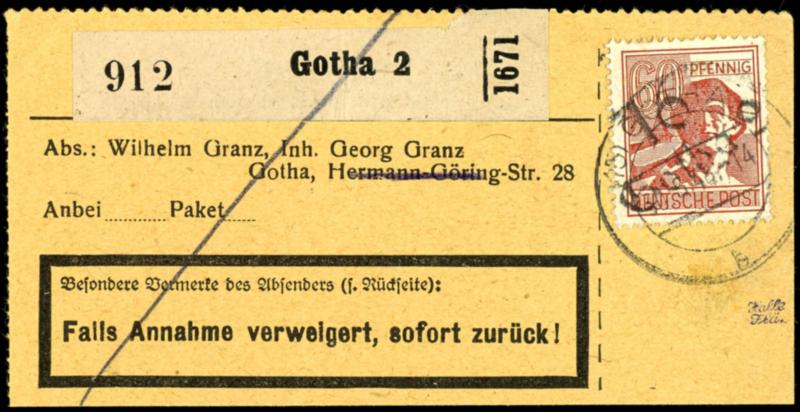 912
Gotha 2
1671
Abs.: Wilhelm Granz, Inh. Georg Granz
Gotha, Hermann-Göring-Str. 28
Anbei ........ Paket ......
Besondere Vermerke des Absenders (s. Rückseite):
Falls Annahme verweigert, sofort zurück!
60 PFENNIG
16
DEUTSCHE POST
b